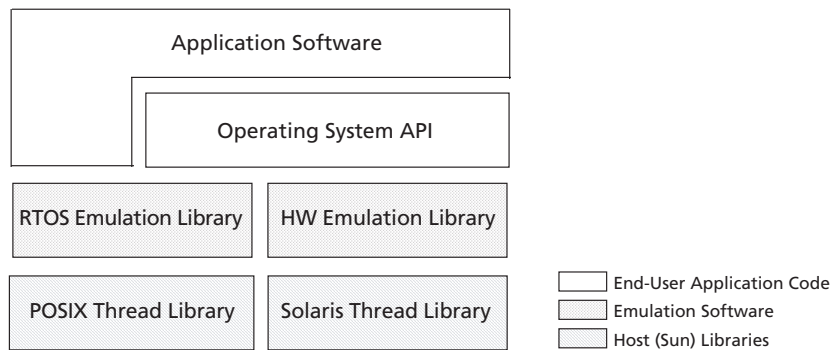 Application Software
Operating System API
RTOS Emulation Library
HW Emulation Library
POSIX Thread Library
Solaris Thread Library
End-User Application Code
Emulation Software
Host (Sun) Libraries